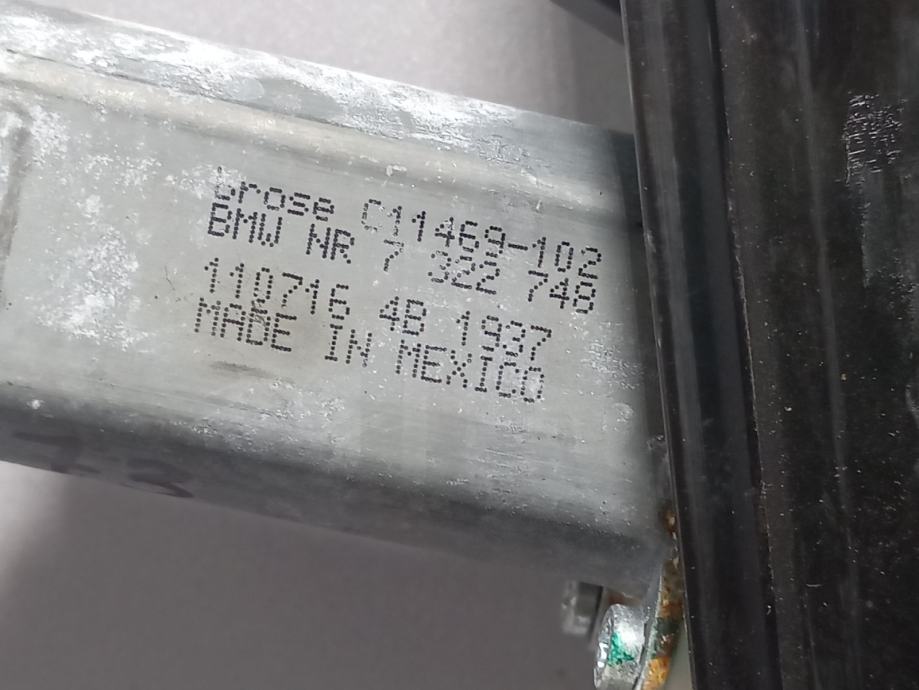 brose C11469-102
BMW NR 7 322 748
110716 4B 1937
MADE IN MEXICO